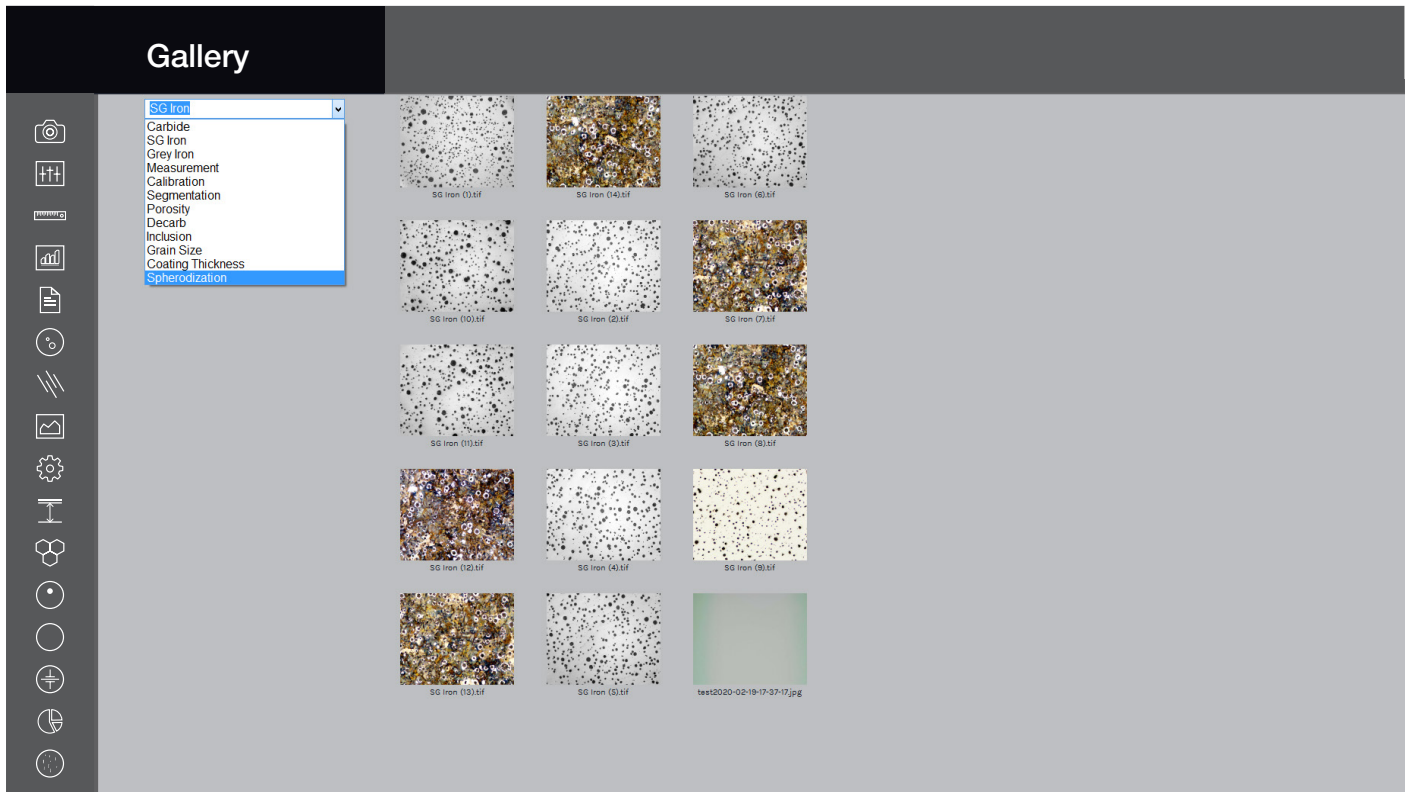 Gallery
SG Iron
Carbide
SG Iron
Grey Iron
Measurement
Calibration
Segmentation
Porosity
Decarb
Inclusion
Grain Size
Coating Thickness
Spherodization
SG Iron (1).tif
SG Iron (14).tif
SG Iron (6).tif
SG Iron (10).tif
SG Iron (2).tif
SG Iron (7).tif
SG Iron (11).tif
SG Iron (3).tif
SG Iron (8).tif
SG Iron (12).tif
SG Iron (4).tif
SG Iron (9).tif
SG Iron (13).tif
SG Iron (5).tif
test2020-02-19-17-37-17.jpg